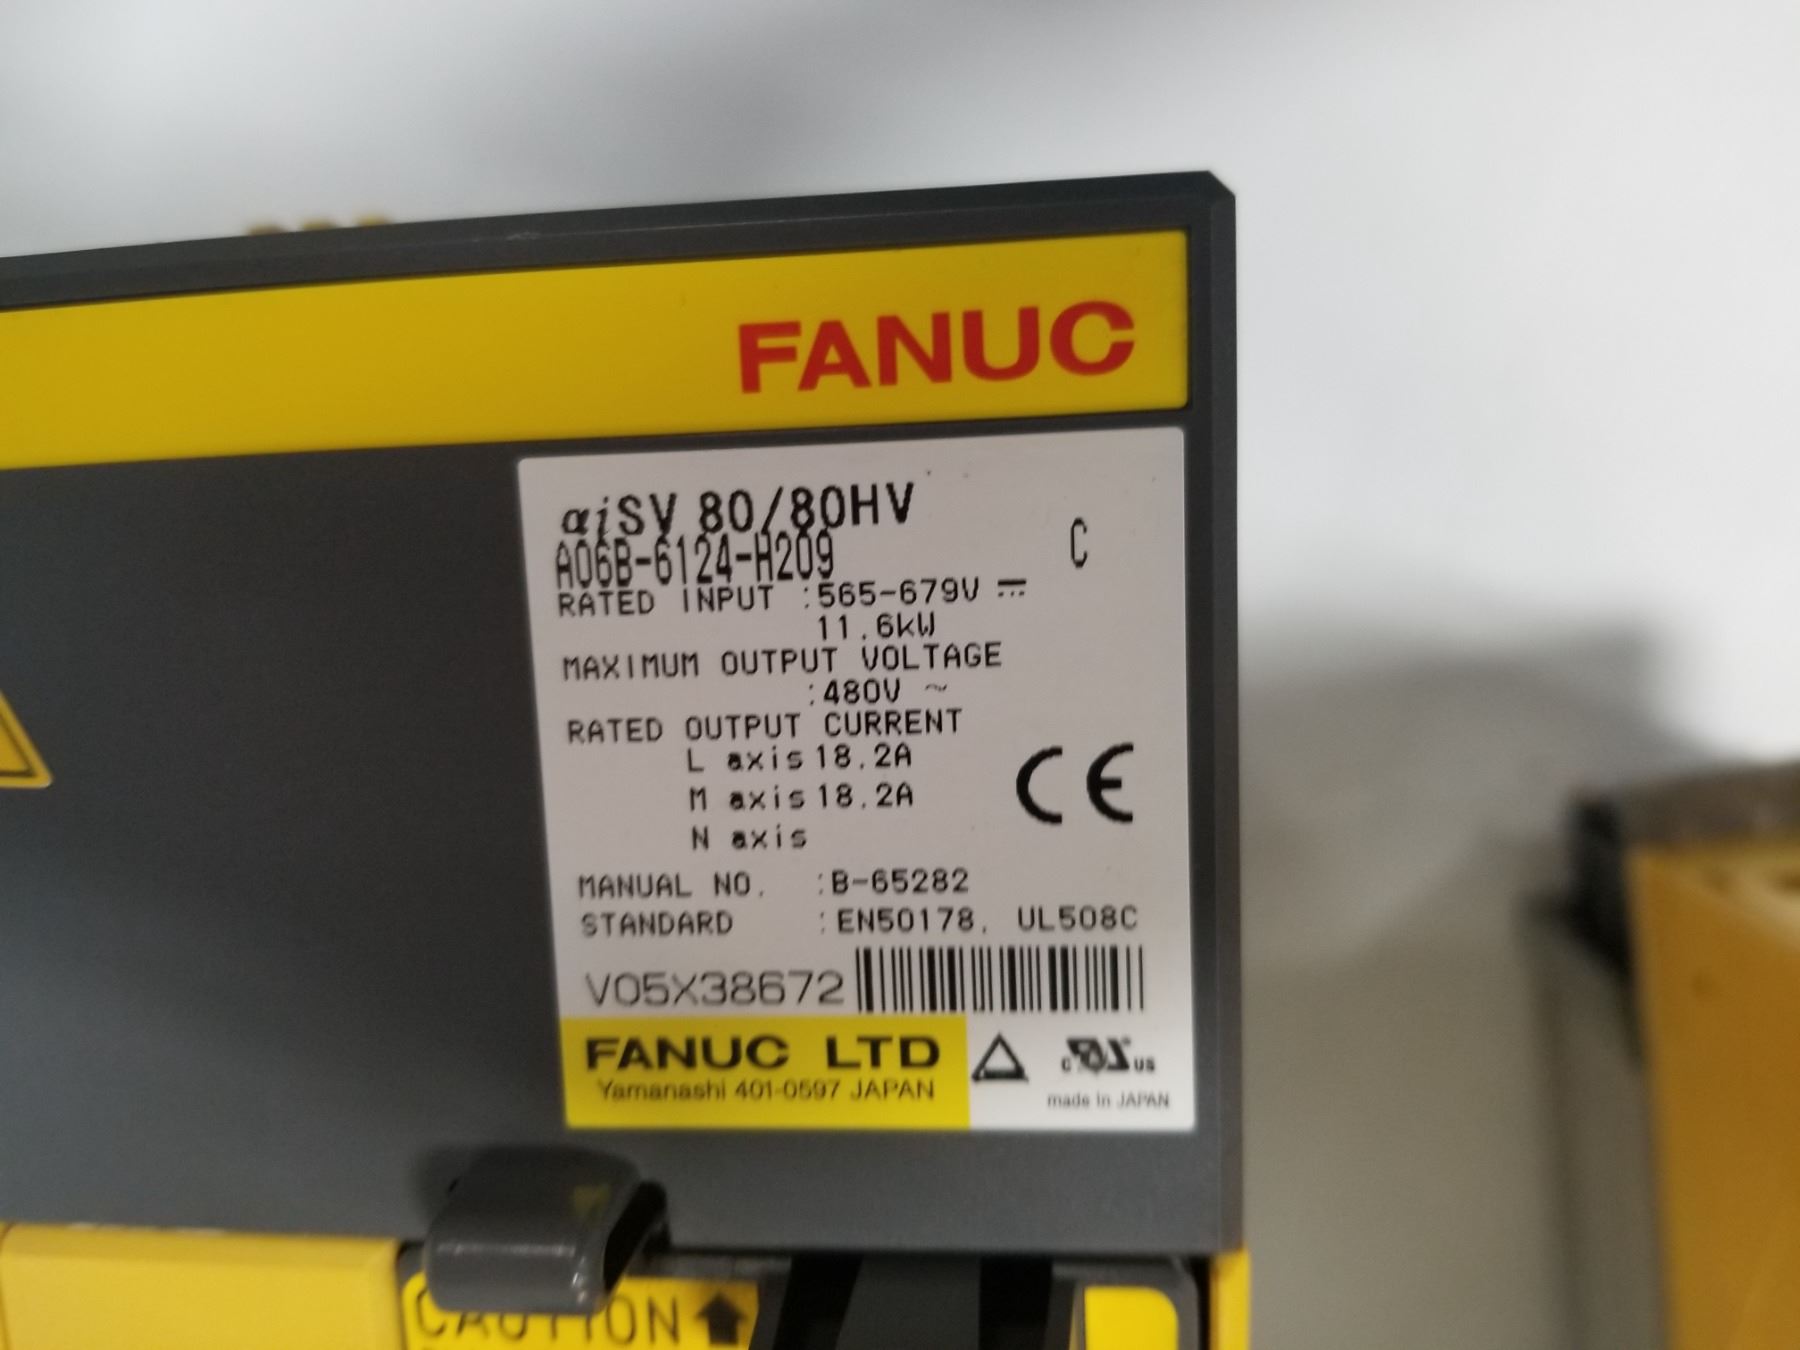 FANUC
αiSV 80/80HV
A06B-6124-H209
C
RATED INPUT :565-679V ⎓
11.6kW
MAXIMUM OUTPUT VOLTAGE
:480V ~
RATED OUTPUT CURRENT
L axis 18.2A
M axis 18.2A
N axis
CE
MANUAL NO. :B-65282
STANDARD :EN50178. UL508C
V05X38672
FANUC LTD
Yamanashi 401-0597 JAPAN
c us
made in JAPAN
CAUTION